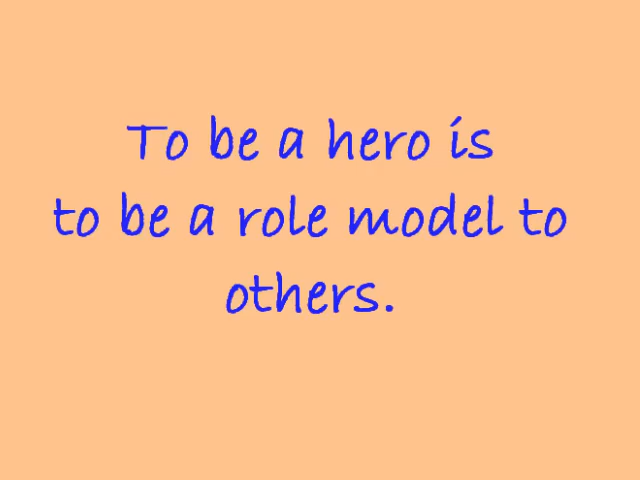 To be a hero is
to be a role model to
others.